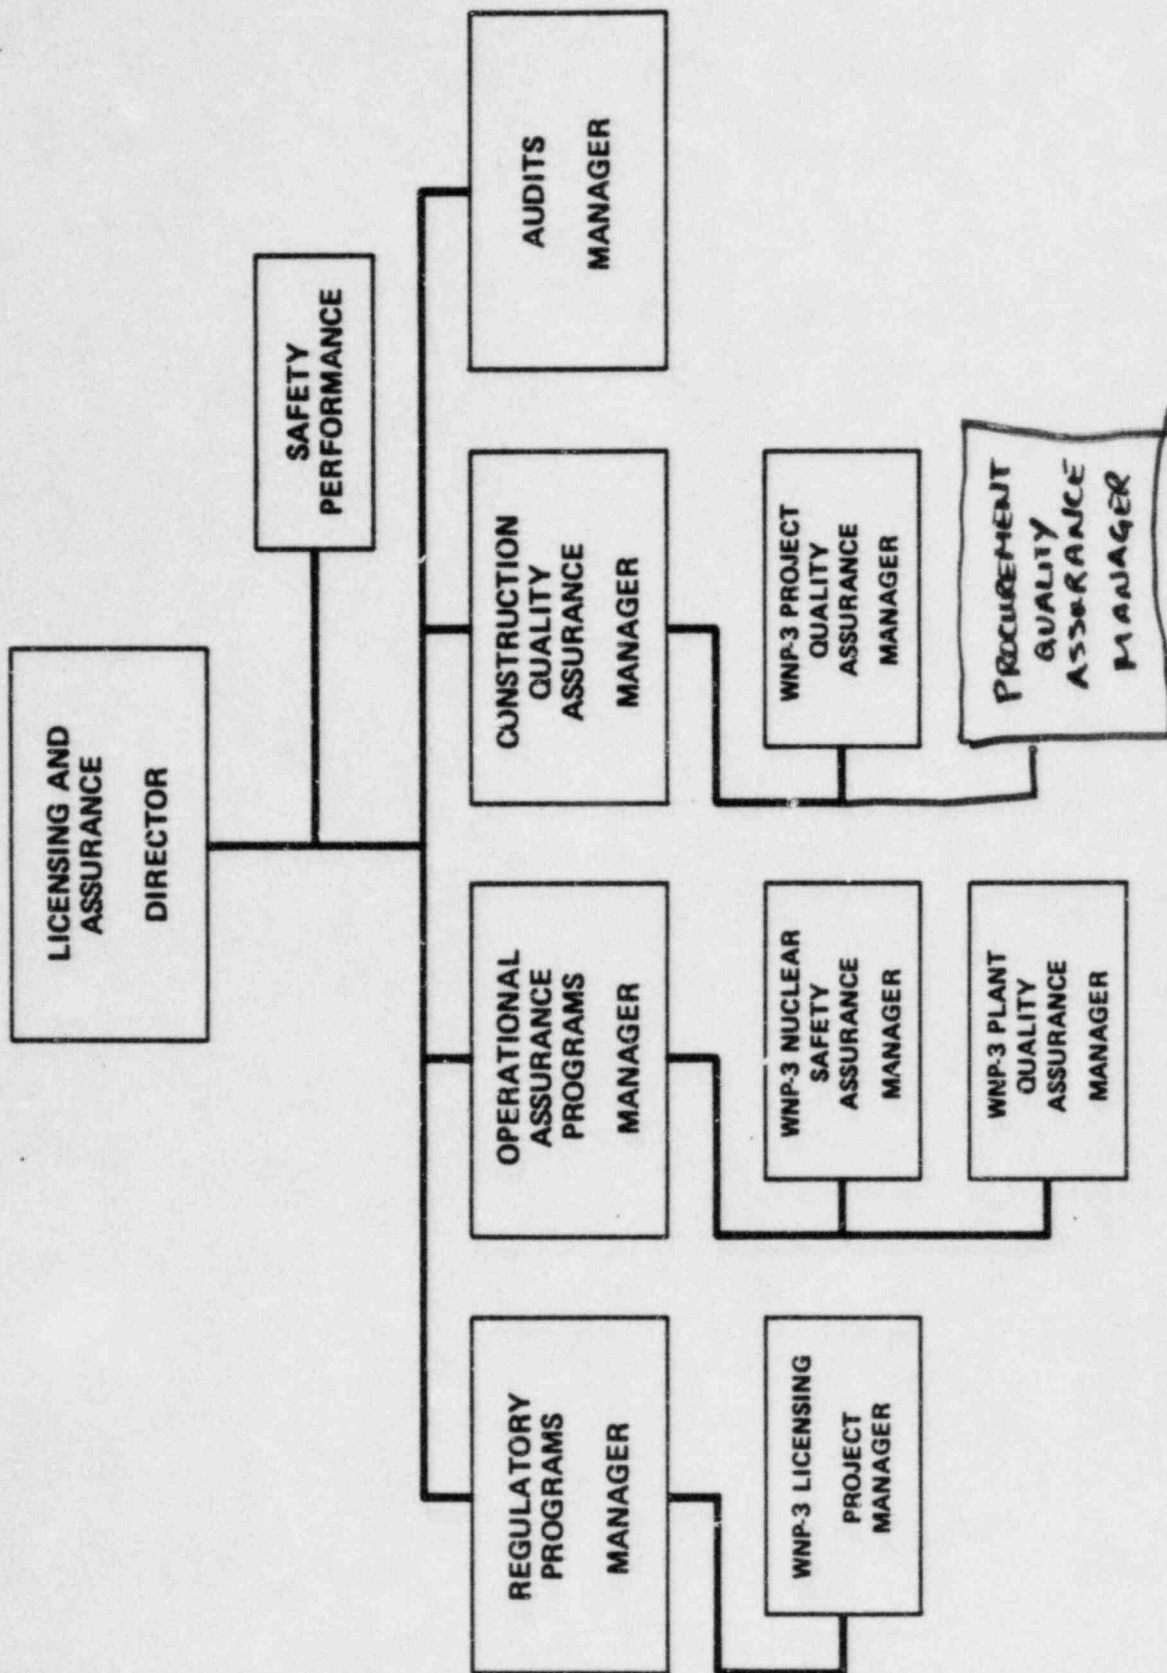 LICENSING AND
ASSURANCE
DIRECTOR
SAFETY
PERFORMANCE
REGULATORY
PROGRAMS
MANAGER
WNP-3 LICENSING
PROJECT
MANAGER
OPERATIONAL
ASSURANCE
PROGRAMS
MANAGER
WNP-3 NUCLEAR
SAFETY
ASSURANCE
MANAGER
WNP-3 PLANT
QUALITY
ASSURANCE
MANAGER
CONSTRUCTION
QUALITY
ASSURANCE
MANAGER
WNP-3 PROJECT
QUALITY
ASSURANCE
MANAGER
PROCUREMENT
QUALITY
ASSURANCE
MANAGER
AUDITS
MANAGER